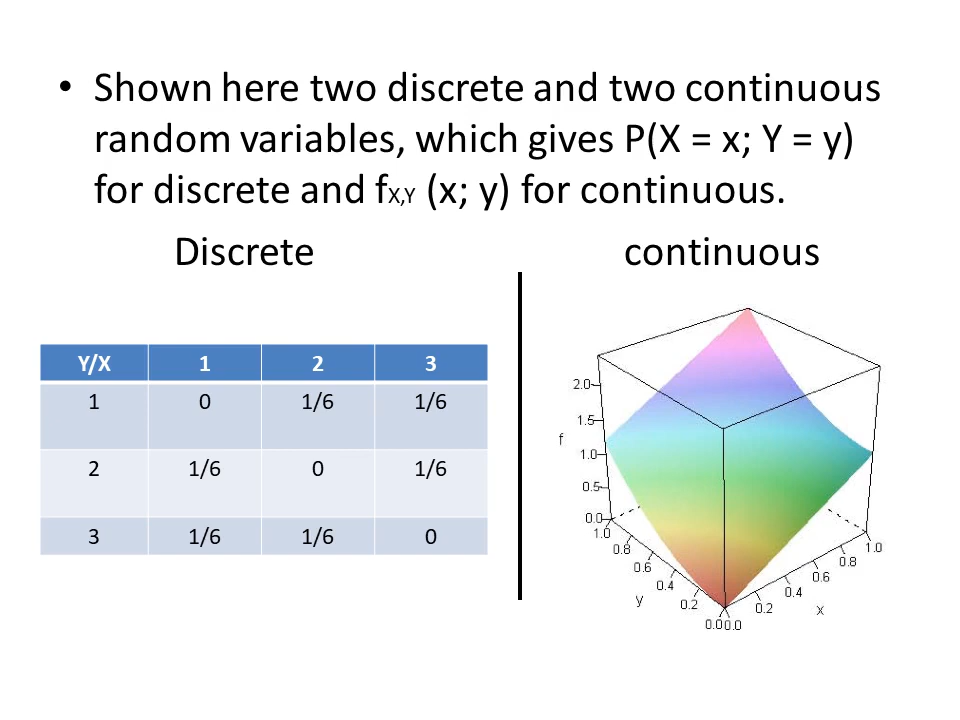 • Shown here two discrete and two continuous
random variables, which gives P(X = x; Y = y)
for discrete and fX,Y (x; y) for continuous.
Discrete continuous
Y/X 1 2 3
1 0 1/6 1/6
2 1/6 0 1/6
3 1/6 1/6 0
2.0
1.5
f
1.0
0.5
0.0
1.0
0.8
0.6
0.4
0.2
0.0
y
0.0
0.2
0.4
0.6
0.8
1.0
x